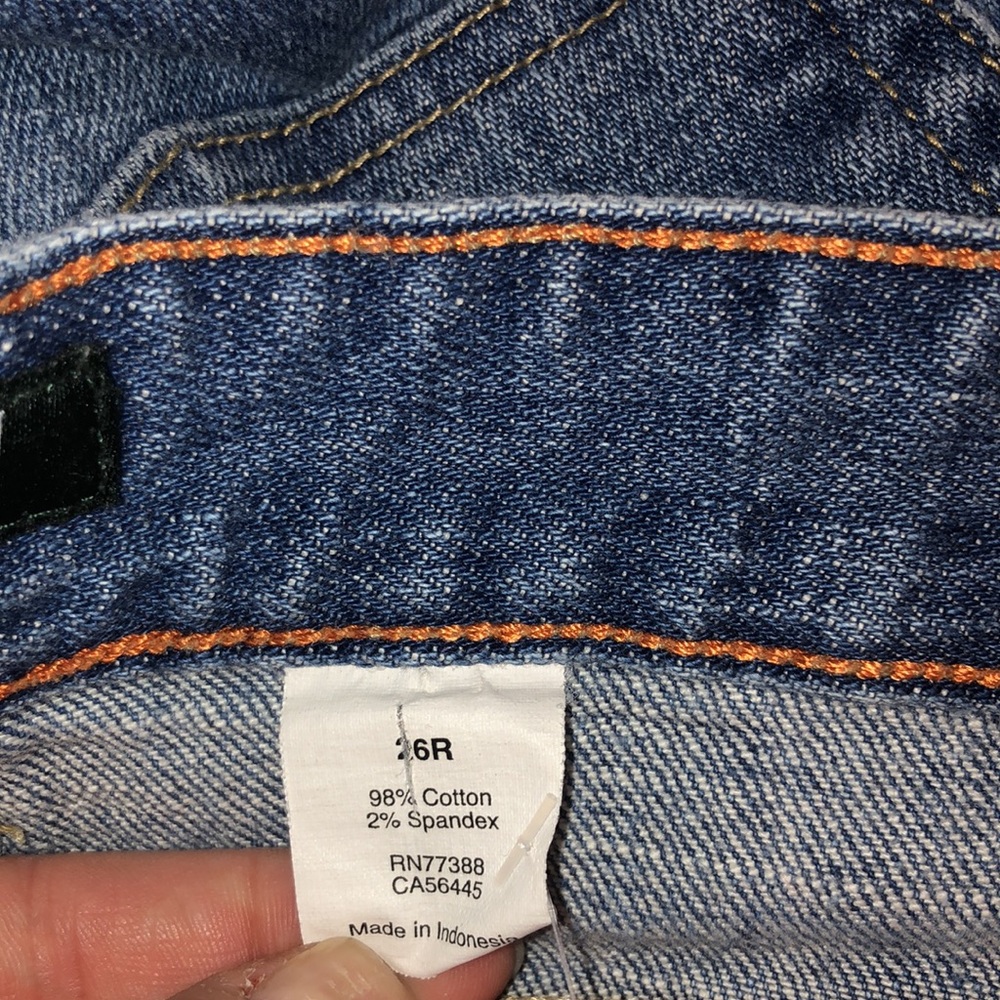 26R
98% Cotton
2% Spandex
RN77388
CA56445
Made in Indonesia